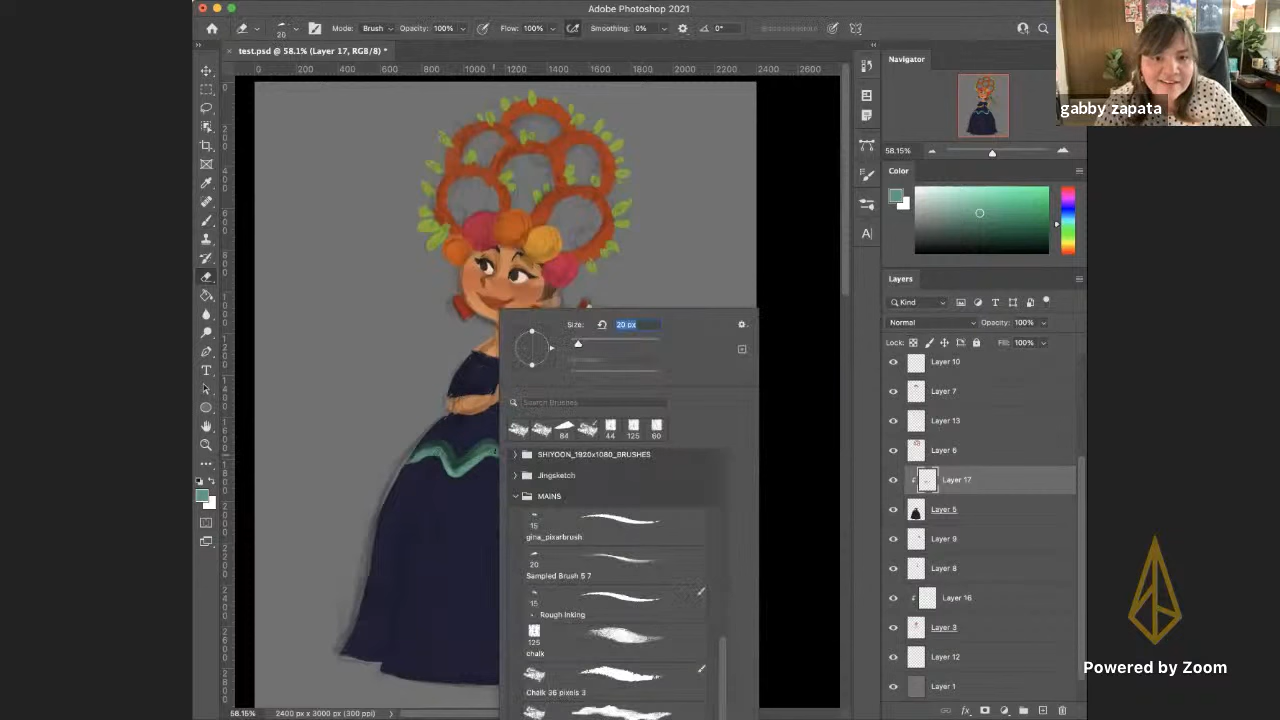 Adobe Photoshop 2021
20
Mode: Brush Opacity: 100% Flow: 100% Smoothing: 0% 0°
test.psd @ 58.1% (Layer 17, RGB/8) *
0 200 400 600 800 1000 1200 1400 1600 1800 2000 2200 2400 2600
gabby zapata
Navigator
58.15%
Color
Layers
Kind
Normal Opacity: 100%
Lock: Fill: 100%
Layer 10
Layer 7
Layer 13
Layer 6
Layer 17
Layer 5
Layer 9
Layer 8
Layer 16
Layer 3
Layer 12
Layer 1
Size: 20 px
Search Brushes
84 44 125 60
SHIYOON_1920x1080_BRUSHES
Jingsketch
MAINS
15
gina_pixarbrush
20
Sampled Brush 5 7
15
Rough Inking
125
chalk
Chalk 36 pixels 3
58.15% 2400 px x 3000 px (300 ppi)
Powered by Zoom